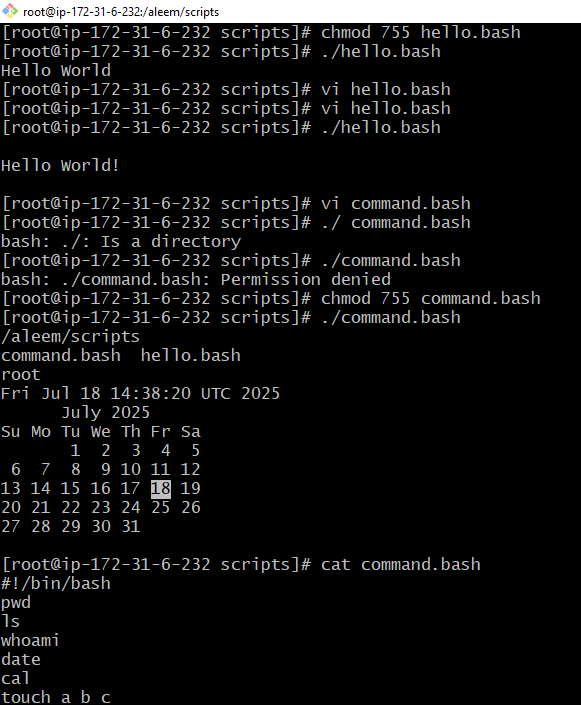 root@ip-172-31-6-232:/aleem/scripts
[root@ip-172-31-6-232 scripts]# chmod 755 hello.bash
[root@ip-172-31-6-232 scripts]# ./hello.bash
Hello World
[root@ip-172-31-6-232 scripts]# vi hello.bash
[root@ip-172-31-6-232 scripts]# vi hello.bash
[root@ip-172-31-6-232 scripts]# ./hello.bash

Hello World!

[root@ip-172-31-6-232 scripts]# vi command.bash
[root@ip-172-31-6-232 scripts]# ./ command.bash
bash: ./: Is a directory
[root@ip-172-31-6-232 scripts]# ./command.bash
bash: ./command.bash: Permission denied
[root@ip-172-31-6-232 scripts]# chmod 755 command.bash
[root@ip-172-31-6-232 scripts]# ./command.bash
/aleem/scripts
command.bash  hello.bash
root
Fri Jul 18 14:38:20 UTC 2025
      July 2025
Su Mo Tu We Th Fr Sa
       1  2  3  4  5
 6  7  8  9 10 11 12
13 14 15 16 17 18 19
20 21 22 23 24 25 26
27 28 29 30 31

[root@ip-172-31-6-232 scripts]# cat command.bash
#!/bin/bash
pwd
ls
whoami
date
cal
touch a b c